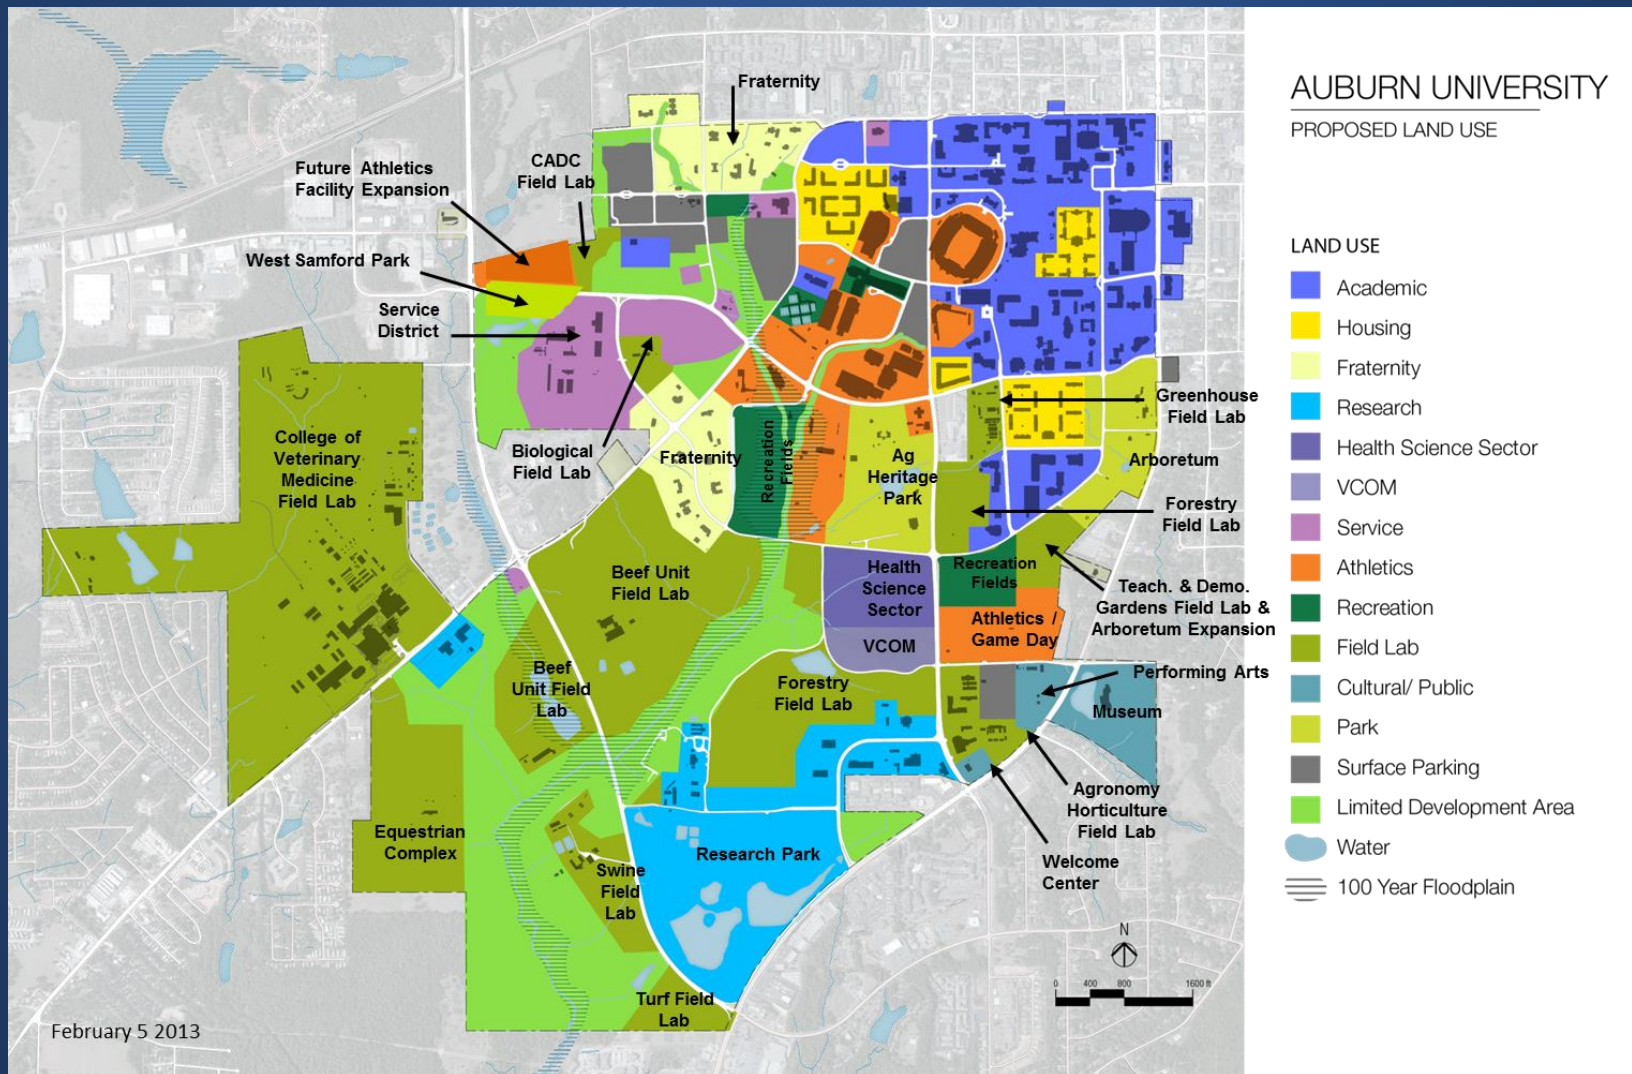 AUBURN UNIVERSITY
PROPOSED LAND USE
LAND USE
Academic
Housing
Fraternity
Research
Health Science Sector
VCOM
Service
Athletics
Recreation
Field Lab
Cultural/ Public
Park
Surface Parking
Limited Development Area
Water
100 Year Floodplain
Fraternity
Future Athletics
Facility Expansion
CADC
Field Lab
West Samford Park
Service
District
College of
Veterinary
Medicine
Field Lab
Biological
Field Lab
Fraternity
Recreation
Fields
Ag
Heritage
Park
Greenhouse
Field Lab
Arboretum
Forestry
Field Lab
Beef Unit
Field Lab
Health
Science
Sector
VCOM
Recreation
Fields
Athletics /
Game Day
Teach. & Demo.
Gardens Field Lab &
Arboretum Expansion
Beef
Unit Field
Lab
Forestry
Field Lab
Performing Arts
Museum
Agronomy
Horticulture
Field Lab
Welcome
Center
Equestrian
Complex
Swine
Field
Lab
Research Park
Turf Field
Lab
N
0 400 800 1600 ft
February 5 2013